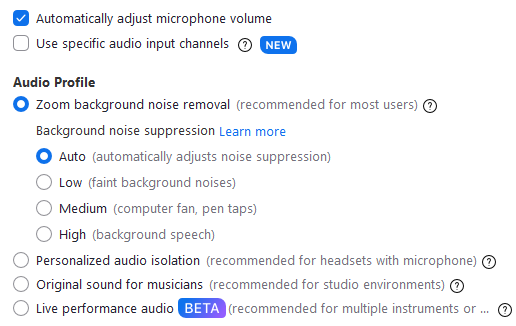 Automatically adjust microphone volume
Use specific audio input channels ? NEW
Audio Profile
Zoom background noise removal (recommended for most users) ?
Background noise suppression Learn more
Auto (automatically adjusts noise suppression)
Low (faint background noises)
Medium (computer fan, pen taps)
High (background speech)
Personalized audio isolation (recommended for headsets with microphone) ?
Original sound for musicians (recommended for studio environments) ?
Live performance audio BETA (recommended for multiple instruments or ... ?